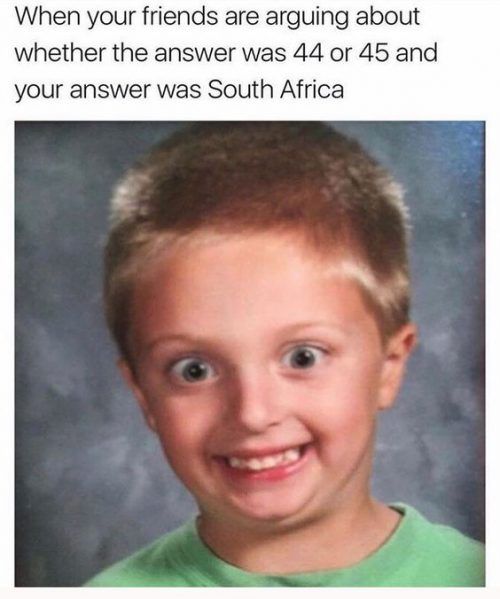 When your friends are arguing about
whether the answer was 44 or 45 and
your answer was South Africa